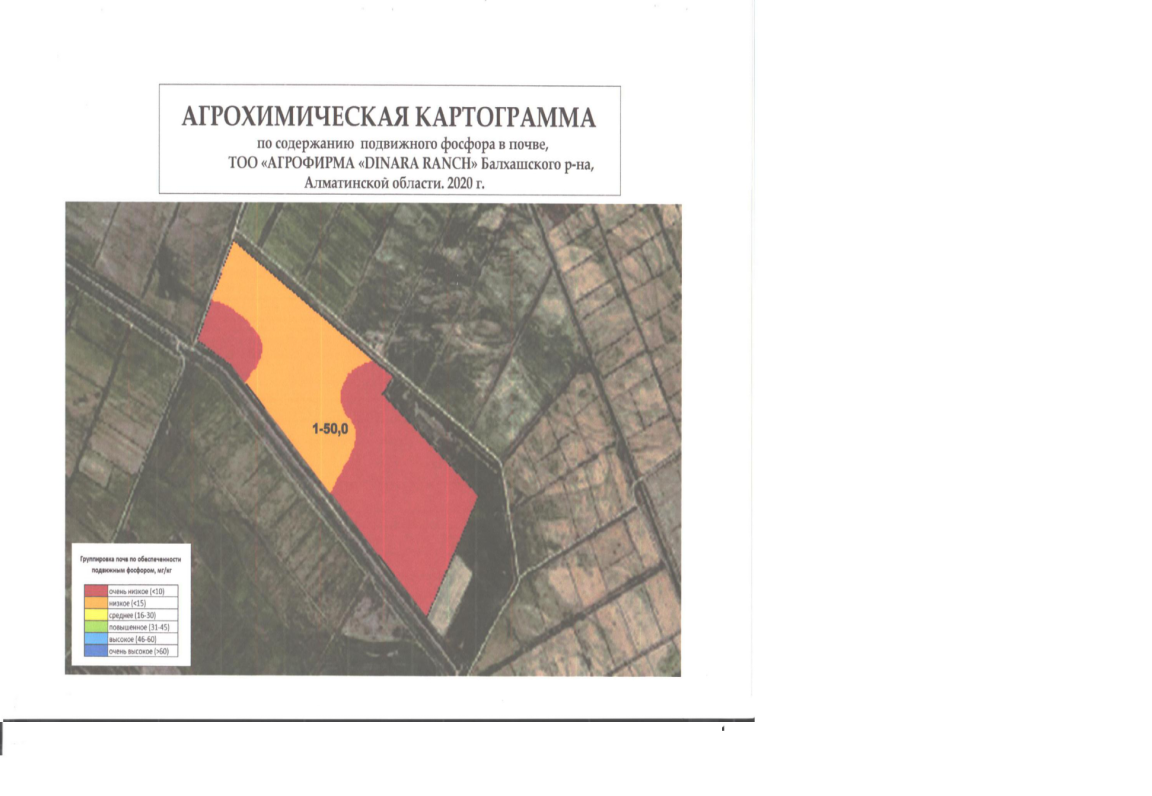 АГРОХИМИЧЕСКАЯ КАРТОГРАММА
по содержанию подвижного фосфора в почве,
ТОО «АГРОФИРМА «DINARA RANCH» Балхашского р-на,
Алматинской области. 2020 г.
1-50,0
Группировка почв по обеспеченности
подвижным фосфором, мг/кг
очень низкое (<10)
низкое (<15)
среднее (16-30)
повышенное (31-45)
высокое (46-60)
очень высокое (>60)